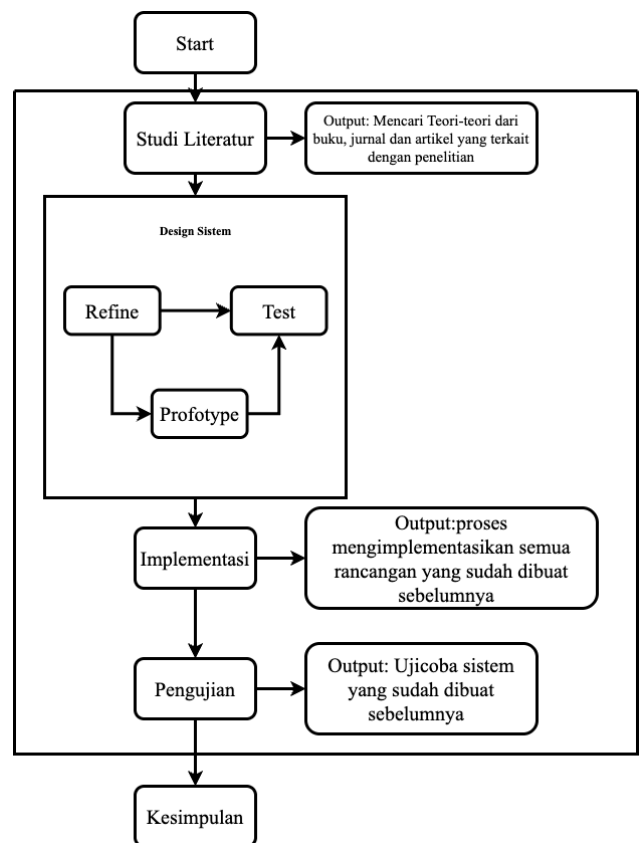 Start
Studi Literatur
Output: Mencari Teori-teori dari
buku, jurnal dan artikel yang terkait
dengan penelitian
Design Sistem
Refine
Test
Profotype
Implementasi
Output:proses
mengimplementasikan semua
rancangan yang sudah dibuat
sebelumnya
Pengujian
Output: Ujicoba sistem
yang sudah dibuat
sebelumnya
Kesimpulan